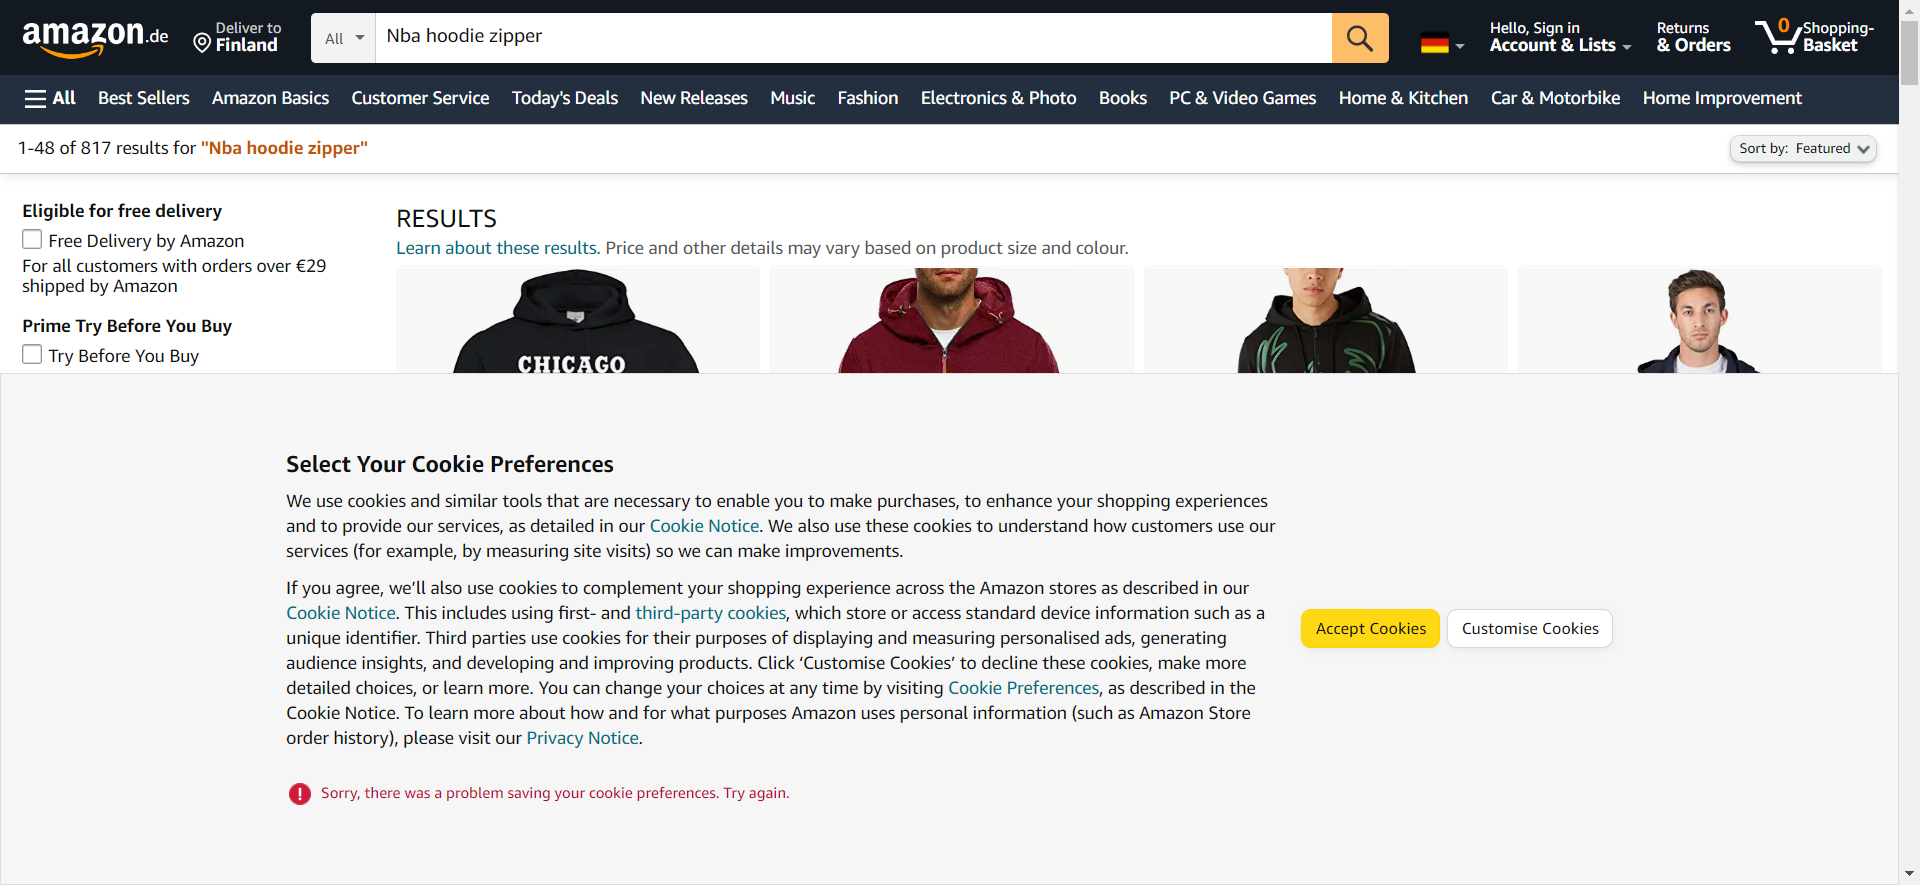 amazon.de
Deliver to
Finland
All
Nba hoodie zipper
Hello, Sign in
Account & Lists
Returns
& Orders
0
Shopping-
Basket
All Best Sellers Amazon Basics Customer Service Today's Deals New Releases Music Fashion Electronics & Photo Books PC & Video Games Home & Kitchen Car & Motorbike Home Improvement
1-48 of 817 results for "Nba hoodie zipper"
Sort by: Featured
Eligible for free delivery
Free Delivery by Amazon
For all customers with orders over €29
shipped by Amazon
Prime Try Before You Buy
Try Before You Buy
RESULTS
Learn about these results. Price and other details may vary based on product size and colour.
CHICAGO
Select Your Cookie Preferences
We use cookies and similar tools that are necessary to enable you to make purchases, to enhance your shopping experiences
and to provide our services, as detailed in our Cookie Notice. We also use these cookies to understand how customers use our
services (for example, by measuring site visits) so we can make improvements.
If you agree, we’ll also use cookies to complement your shopping experience across the Amazon stores as described in our
Cookie Notice. This includes using first- and third-party cookies, which store or access standard device information such as a
unique identifier. Third parties use cookies for their purposes of displaying and measuring personalised ads, generating
audience insights, and developing and improving products. Click ‘Customise Cookies’ to decline these cookies, make more
detailed choices, or learn more. You can change your choices at any time by visiting Cookie Preferences, as described in the
Cookie Notice. To learn more about how and for what purposes Amazon uses personal information (such as Amazon Store
order history), please visit our Privacy Notice.
Accept Cookies
Customise Cookies
Sorry, there was a problem saving your cookie preferences. Try again.